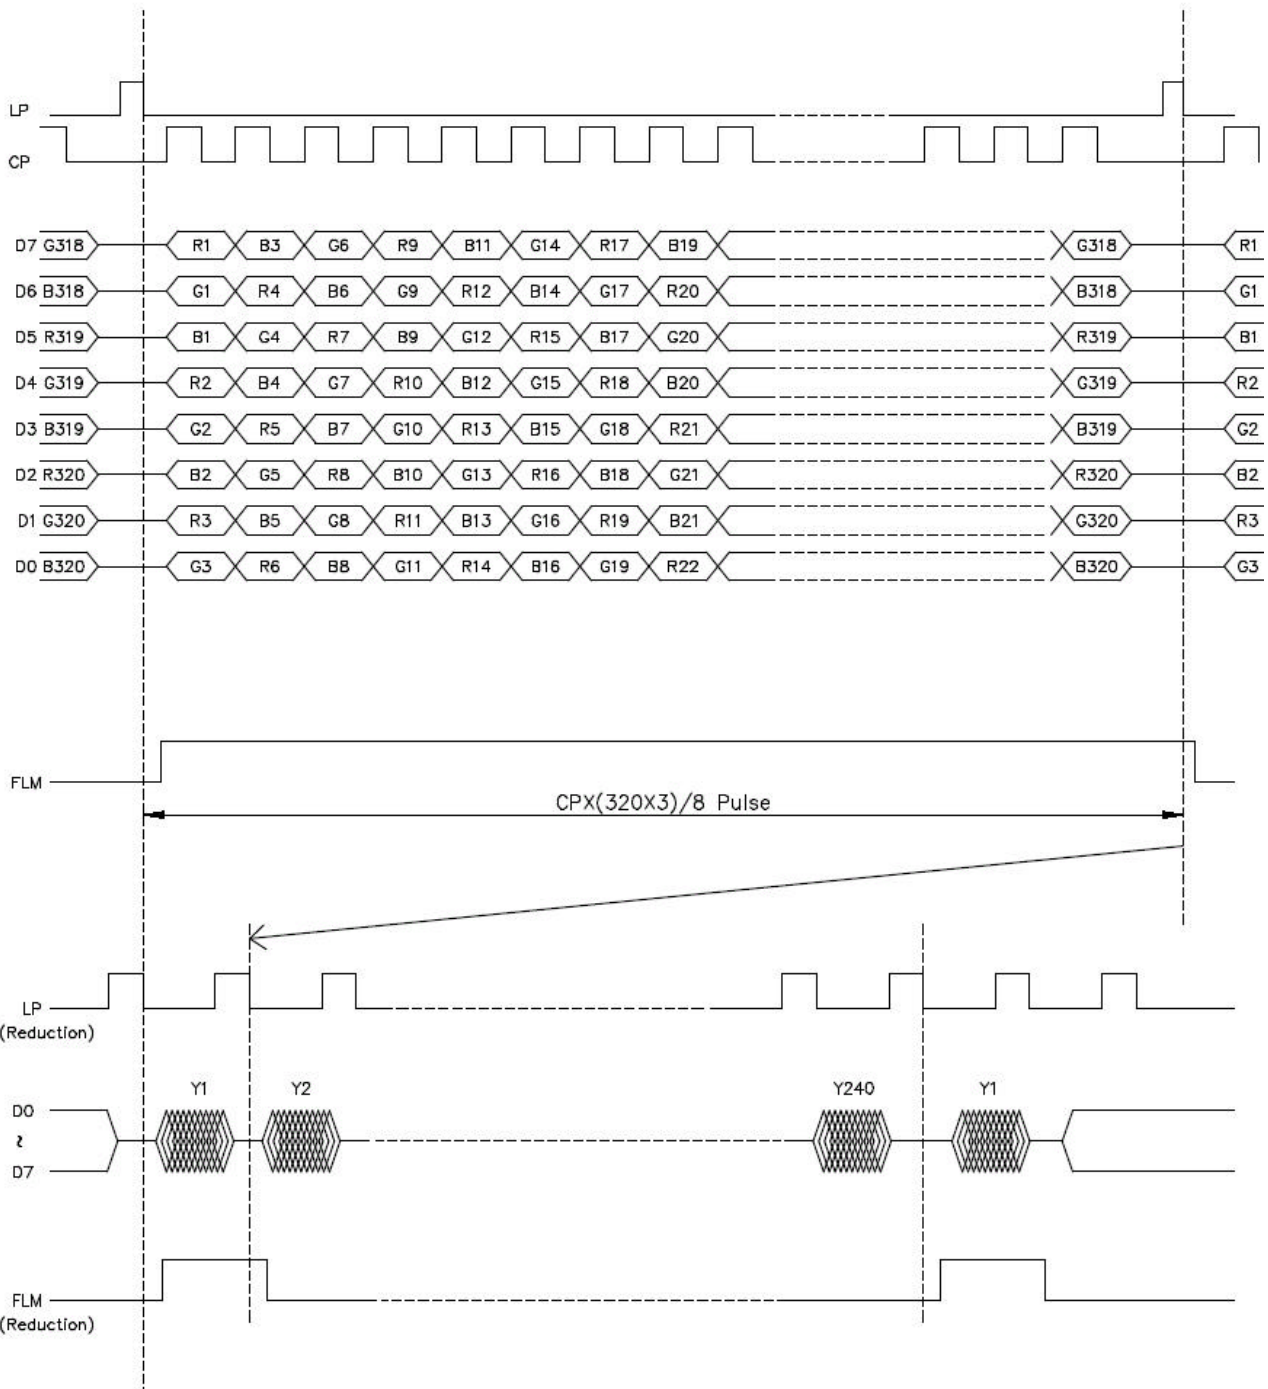 LP
CP
D7 G318 R1 B3 G6 R9 B11 G14 R17 B19 G318 R1
D6 B318 G1 R4 B6 G9 R12 B14 G17 R20 B318 G1
D5 R319 B1 G4 R7 B9 G12 R15 B17 G20 R319 B1
D4 G319 R2 B4 G7 R10 B12 G15 R18 B20 G319 R2
D3 B319 G2 R5 B7 G10 R13 B15 G18 R21 B319 G2
D2 R320 B2 G5 R8 B10 G13 R16 B18 G21 R320 B2
D1 G320 R3 B5 G8 R11 B13 G16 R19 B21 G320 R3
D0 B320 G3 R6 B8 G11 R14 B16 G19 R22 B320 G3
FLM
CPX(320X3)/8 Pulse
LP
(Reduction)
Y1 Y2 Y240 Y1
D0
~
D7
FLM
(Reduction)